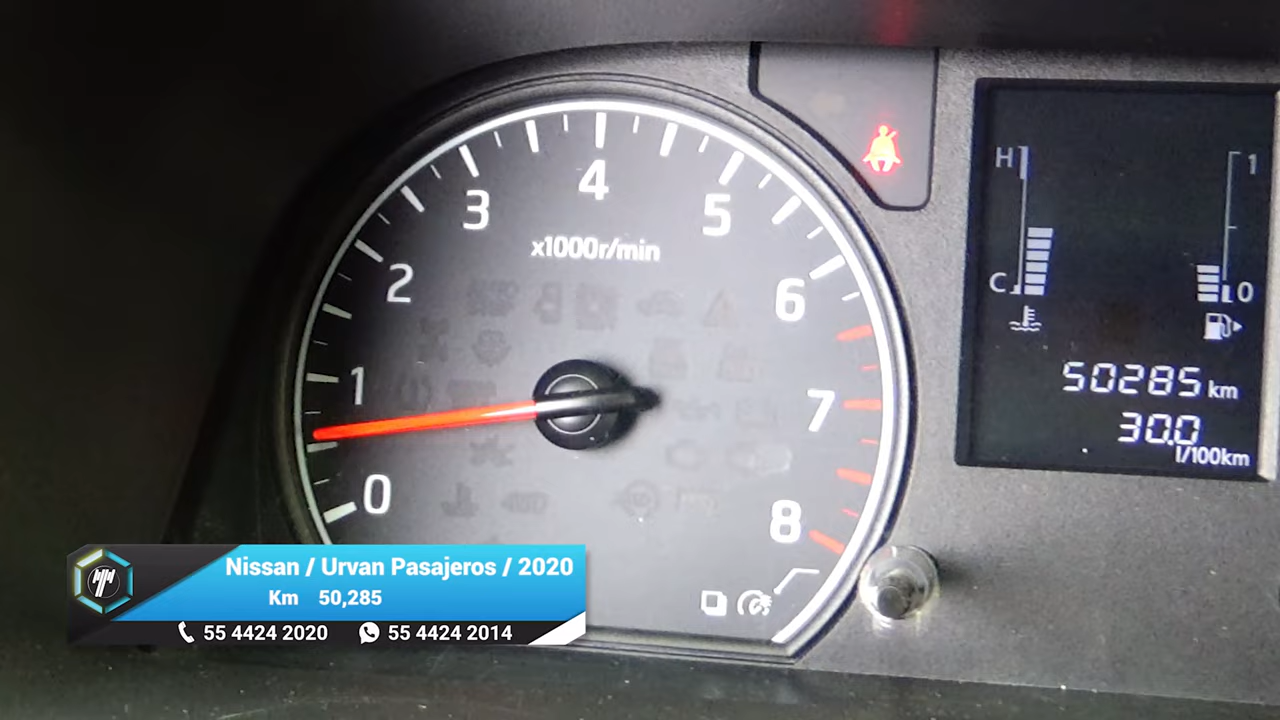 0
1
2
3
4
5
6
7
8
x1000r/min
H
C
1
0
50285 km
30.0
l/100km
Nissan / Urvan Pasajeros / 2020
Km 50,285
55 4424 2020 55 4424 2014